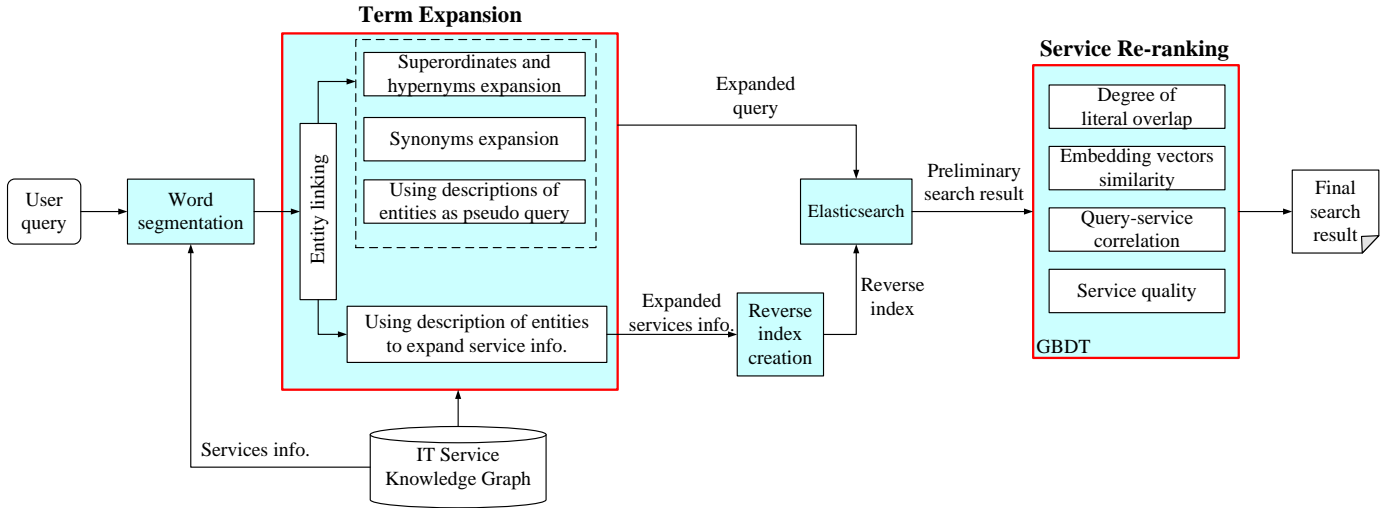 Term Expansion
Superordinates and
hypernyms expansion
Synonyms expansion
Using descriptions of
entities as pseudo query
Entity linking
Using description of entities
to expand service info.
User
query
Word
segmentation
Services info.
IT Service
Knowledge Graph
Expanded
query
Expanded
services info.
Reverse
index
creation
Reverse
index
Elasticsearch
Preliminary
search result
Service Re-ranking
Degree of
literal overlap
Embedding vectors
similarity
Query-service
correlation
Service quality
GBDT
Final
search
result